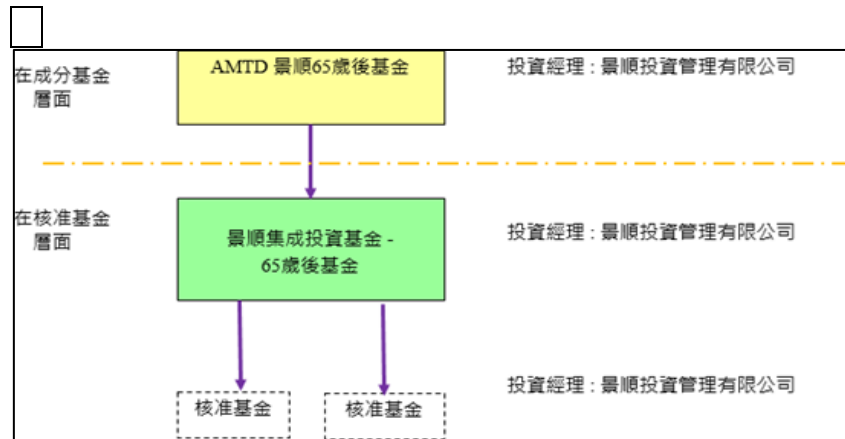 AMTD 景順65歲後基金
投資經理 : 景順投資管理有限公司
在成分基金
層面
在核准基金
層面
景順集成投資基金 -
65歲後基金
投資經理 : 景順投資管理有限公司
投資經理 : 景順投資管理有限公司
核准基金
核准基金